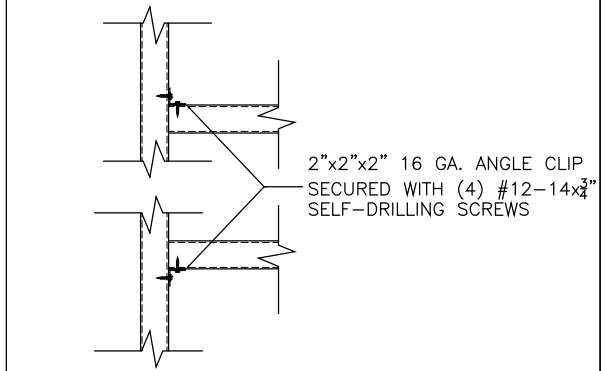 2”x2”x2” 16 GA. ANGLE CLIP
SECURED WITH (4) #12–14x¾”
SELF–DRILLING SCREWS